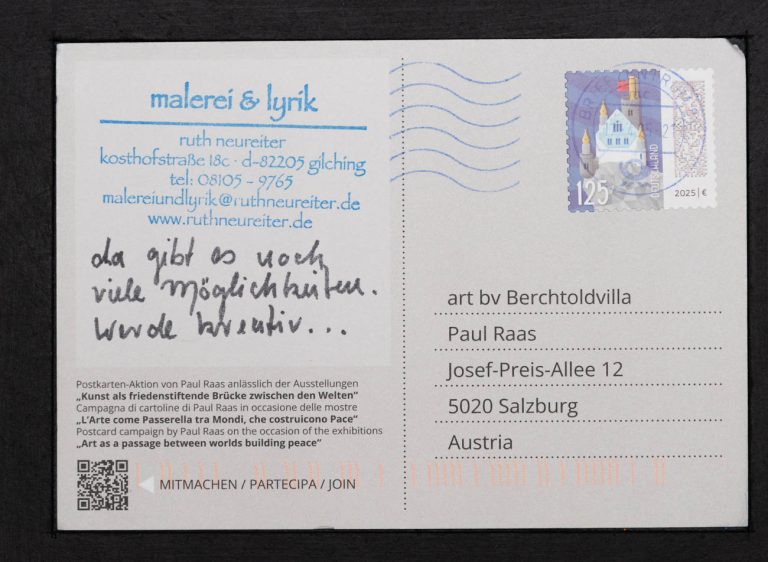 malerei & lyrik
ruth neureiter
kosthofstraße 18c · d-82205 gilching
tel: 08105 - 9765
malereiundlyrik@ruthneureiter.de
www.ruthneureiter.de
da gibt es noch
viele Möglichkeiten.
Werde kreativ...
Postkarten-Aktion von Paul Raas anlässlich der Ausstellungen
„Kunst als friedenstiftende Brücke zwischen den Welten“
Campagna di cartoline di Paul Raas in occasione delle mostre
„L'Arte come Passerella tra Mondi, che costruicono Pace“
Postcard campaign by Paul Raas on the occasion of the exhibitions
„Art as a passage between worlds building peace“
MITMACHEN / PARTECIPA / JOIN
125
DEUTSCHLAND
2025 | €
art bv Berchtoldvilla
Paul Raas
Josef-Preis-Allee 12
5020 Salzburg
Austria